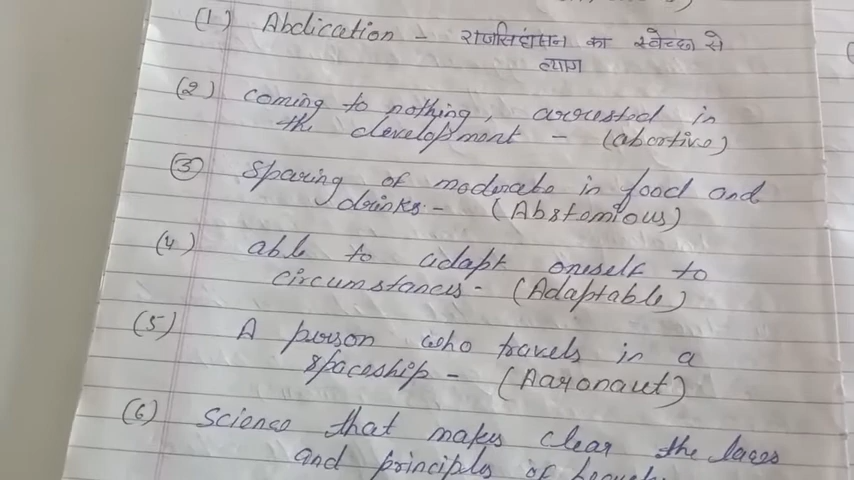 (1) Abdication - राजसिंहासन का स्वेच्छा से
त्याग
(2) coming to nothing, arrested in
the development - (abortive)
(3) Sparing of moderate in food and
drinks - (Abstomious)
(4) able to adapt oneself to
circumstances - (Adaptable)
(5) A person who travels in a
spaceship - (Aaronaut)
(6) Science that makes clear the laws
and principles of